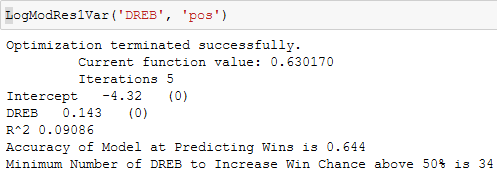 LogModRes1Var('DREB', 'pos')
Optimization terminated successfully.
Current function value: 0.630170
Iterations 5
Intercept -4.32 (0)
DREB 0.143 (0)
R^2 0.09086
Accuracy of Model at Predicting Wins is 0.644
Minimum Number of DREB to Increase Win Chance above 50% is 34